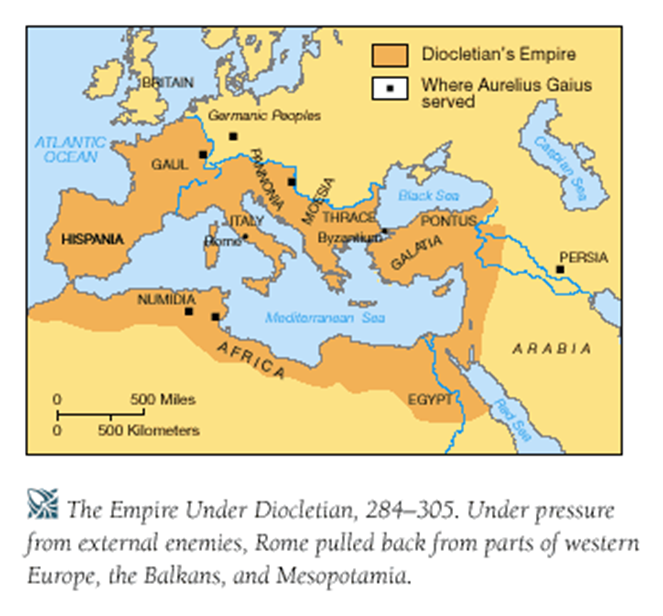 Diocletian's Empire
Where Aurelius Gaius
served
BRITAIN
Germanic Peoples
ATLANTIC
OCEAN
GAUL
Caspian Sea
PANNONIA
MOESIA
Black Sea
HISPANIA
ITALY
Rome
THRACE
Byzantium
PONTUS
GALATIA
PERSIA
NUMIDIA
Mediterranean Sea
AFRICA
ARABIA
EGYPT
Red Sea
0 500 Miles
0 500 Kilometers
The Empire Under Diocletian, 284–305. Under pressure
from external enemies, Rome pulled back from parts of western
Europe, the Balkans, and Mesopotamia.